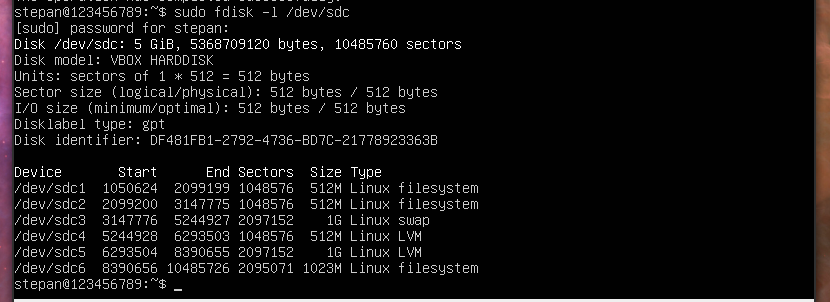 stepan@123456789:~$ sudo fdisk -l /dev/sdc
[sudo] password for stepan:
Disk /dev/sdc: 5 GiB, 5368709120 bytes, 10485760 sectors
Disk model: VBOX HARDDISK
Units: sectors of 1 * 512 = 512 bytes
Sector size (logical/physical): 512 bytes / 512 bytes
I/O size (minimum/optimal): 512 bytes / 512 bytes
Disklabel type: gpt
Disk identifier: DF481FB1-2792-4736-BD7C-21778923363B
Device Start End Sectors Size Type
/dev/sdc1 1050624 2099199 1048576 512M Linux filesystem
/dev/sdc2 2099200 3147775 1048576 512M Linux filesystem
/dev/sdc3 3147776 5244927 2097152 1G Linux swap
/dev/sdc4 5244928 6293503 1048576 512M Linux LVM
/dev/sdc5 6293504 8390655 2097152 1G Linux LVM
/dev/sdc6 8390656 10485726 2095071 1023M Linux filesystem
stepan@123456789:~$ _